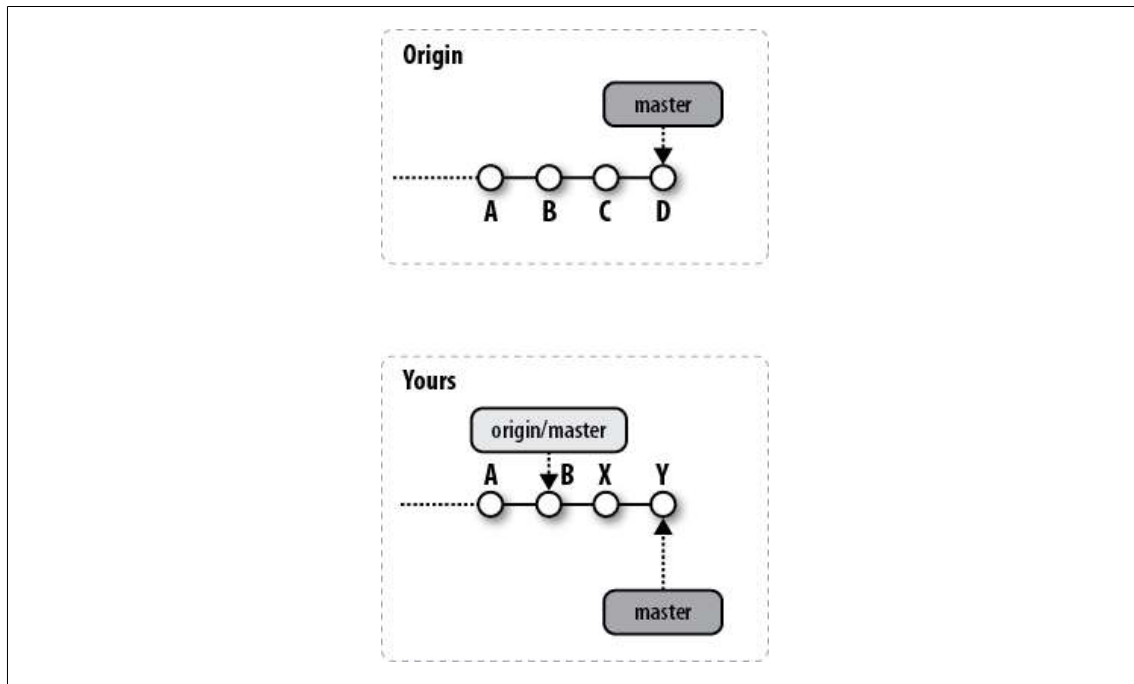 Origin
master
A B C D
Yours
origin/master
A B X Y
master